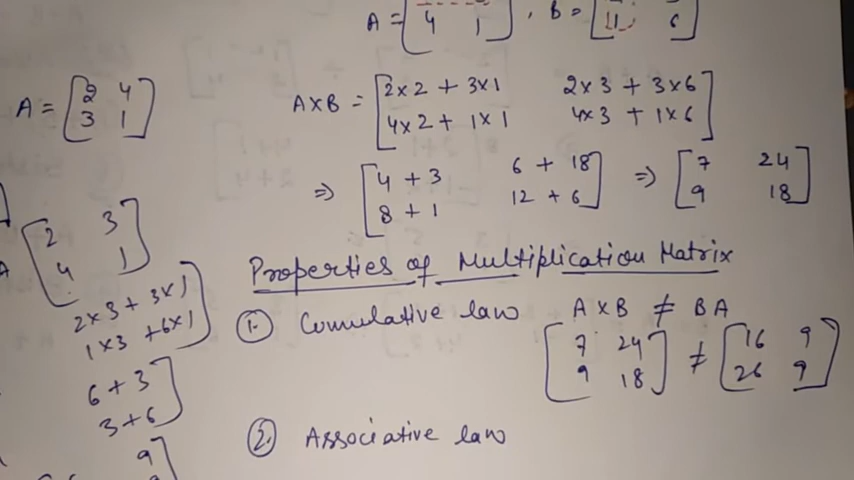 A = [4 1], B = [1 6]
A = [2 4
3 1]
A×B = [2×2 + 3×1 2×3 + 3×6
4×2 + 1×1 4×3 + 1×6]
⇒ [4 + 3 6 + 18
8 + 1 12 + 6] ⇒ [7 24
9 18]
[2 3
4 1]
2×3 + 3×1
1×3 + 6×1]
6 + 3
3 + 6]
9
Properties of Multiplication Matrix
1. Comulative law A×B ≠ BA
[7 24
9 18] ≠ [16 9
26 9]
2. Associative law